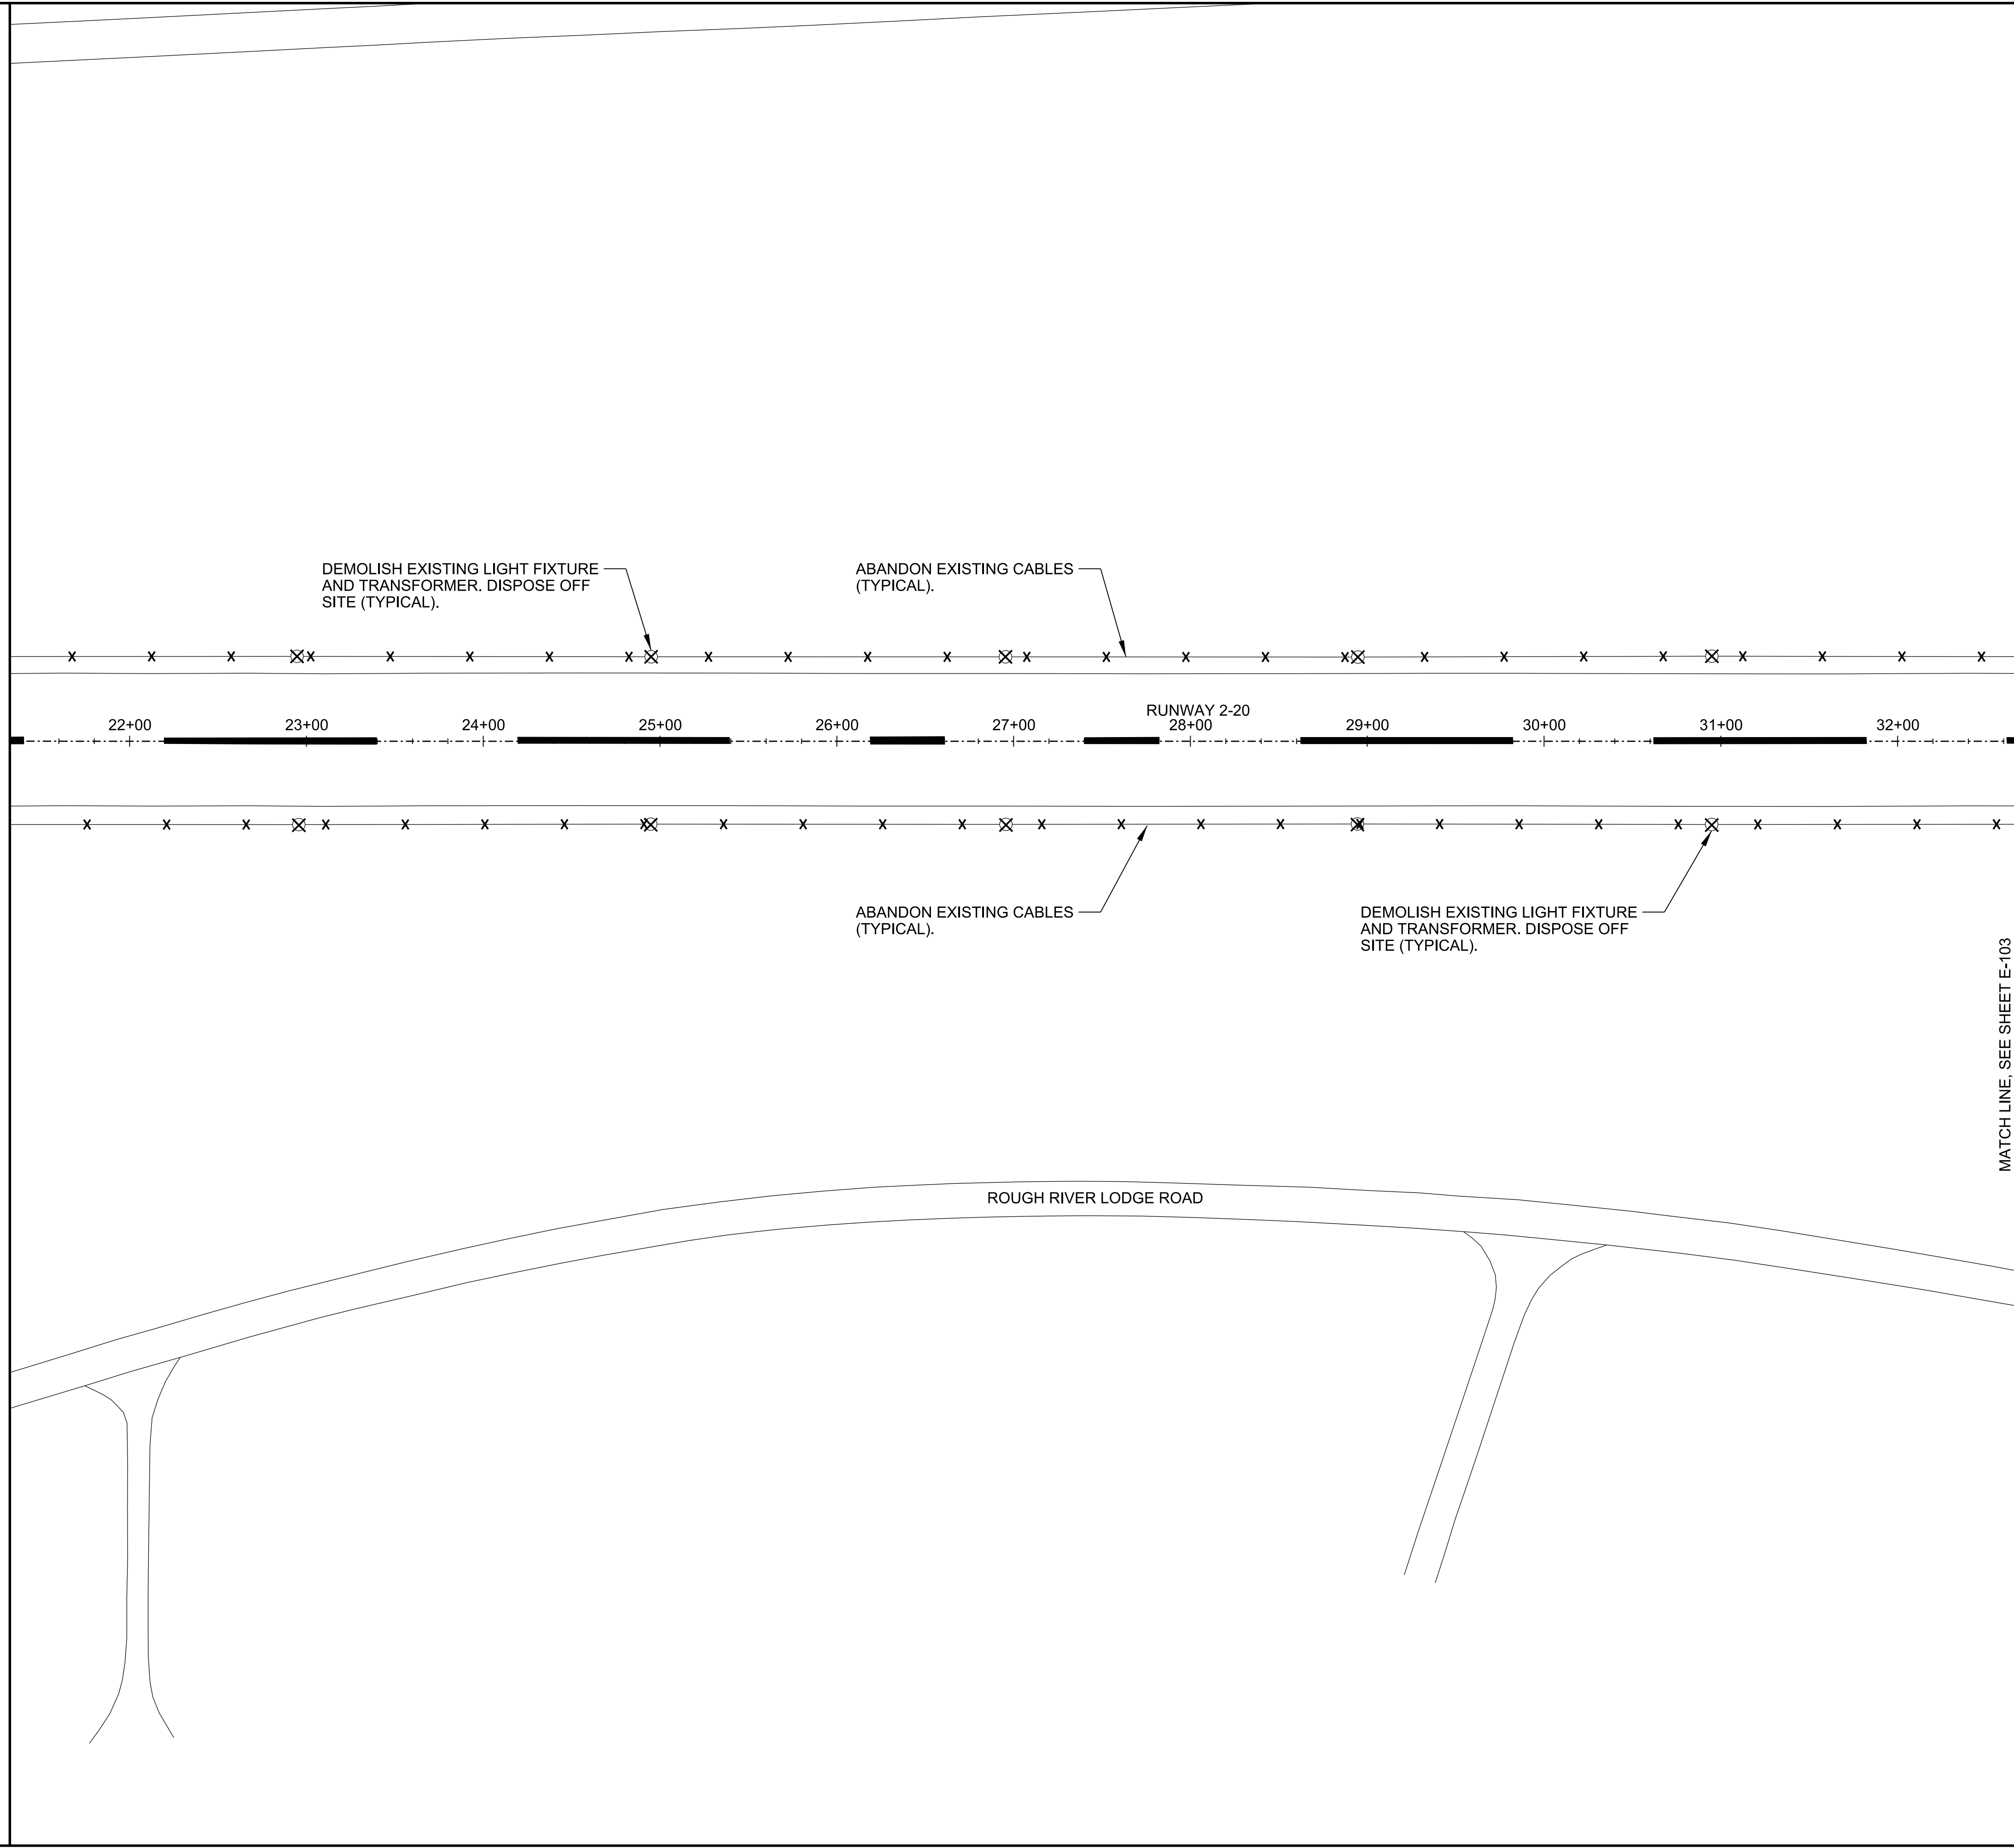 DEMOLISH EXISTING LIGHT FIXTURE
AND TRANSFORMER. DISPOSE OFF
SITE (TYPICAL).
ABANDON EXISTING CABLES
(TYPICAL).
RUNWAY 2-20
22+00
23+00
24+00
25+00
26+00
27+00
28+00
29+00
30+00
31+00
32+00
ABANDON EXISTING CABLES
(TYPICAL).
DEMOLISH EXISTING LIGHT FIXTURE
AND TRANSFORMER. DISPOSE OFF
SITE (TYPICAL).
MATCH LINE, SEE SHEET E-103
ROUGH RIVER LODGE ROAD